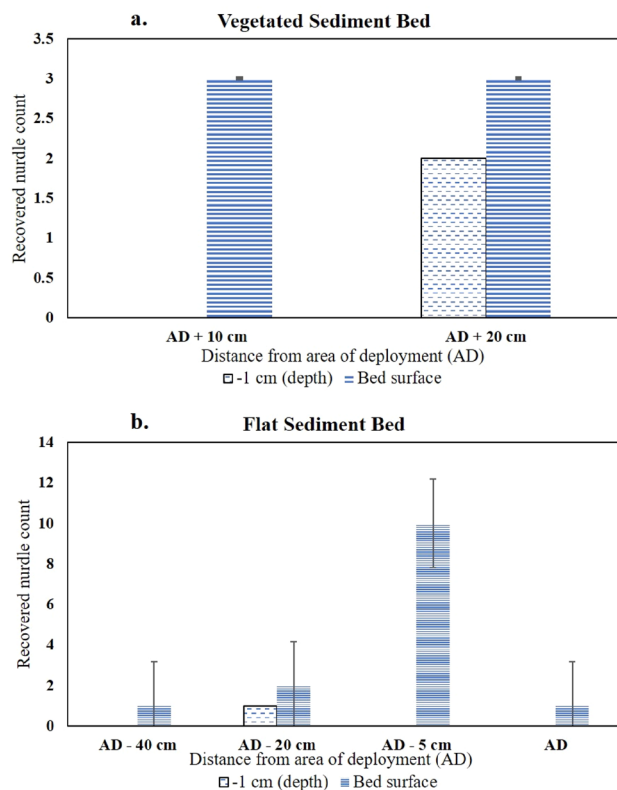 a. Vegetated Sediment Bed
3.5
3
2.5
2
1.5
1
0.5
0
Recovered nurdle count
AD + 10 cm AD + 20 cm
Distance from area of deployment (AD)
-1 cm (depth) Bed surface
b. Flat Sediment Bed
14
12
10
8
6
4
2
0
Recovered nurdle count
AD - 40 cm AD - 20 cm AD - 5 cm AD
Distance from area of deployment (AD)
-1 cm (depth) Bed surface